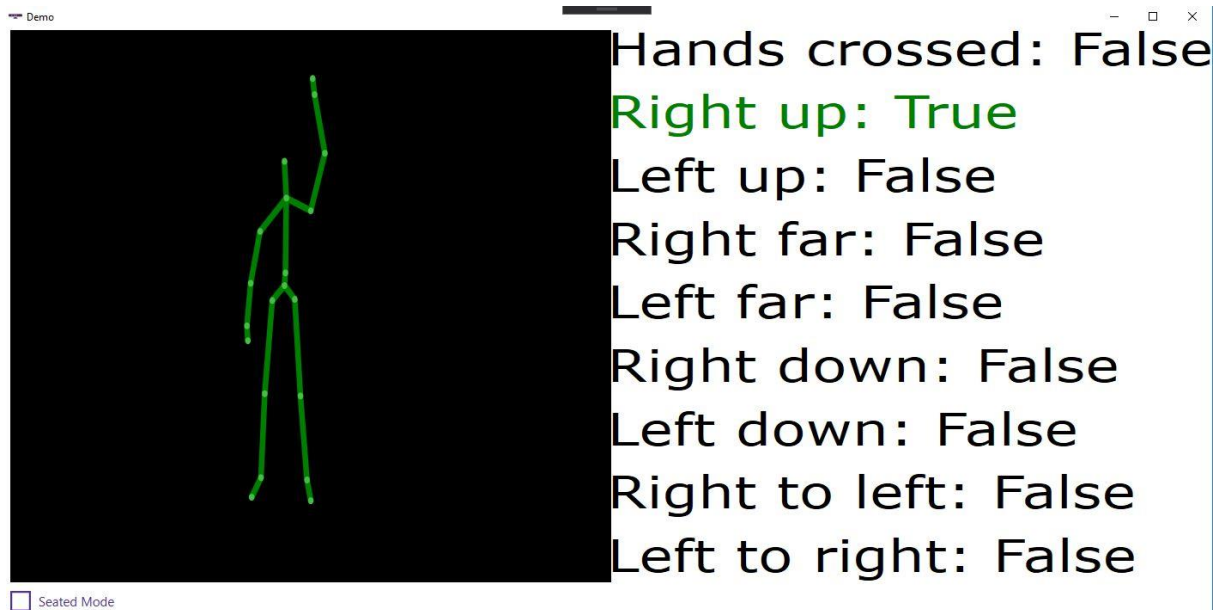 Demo
Hands crossed: False
Right up: True
Left up: False
Right far: False
Left far: False
Right down: False
Left down: False
Right to left: False
Left to right: False
Seated Mode